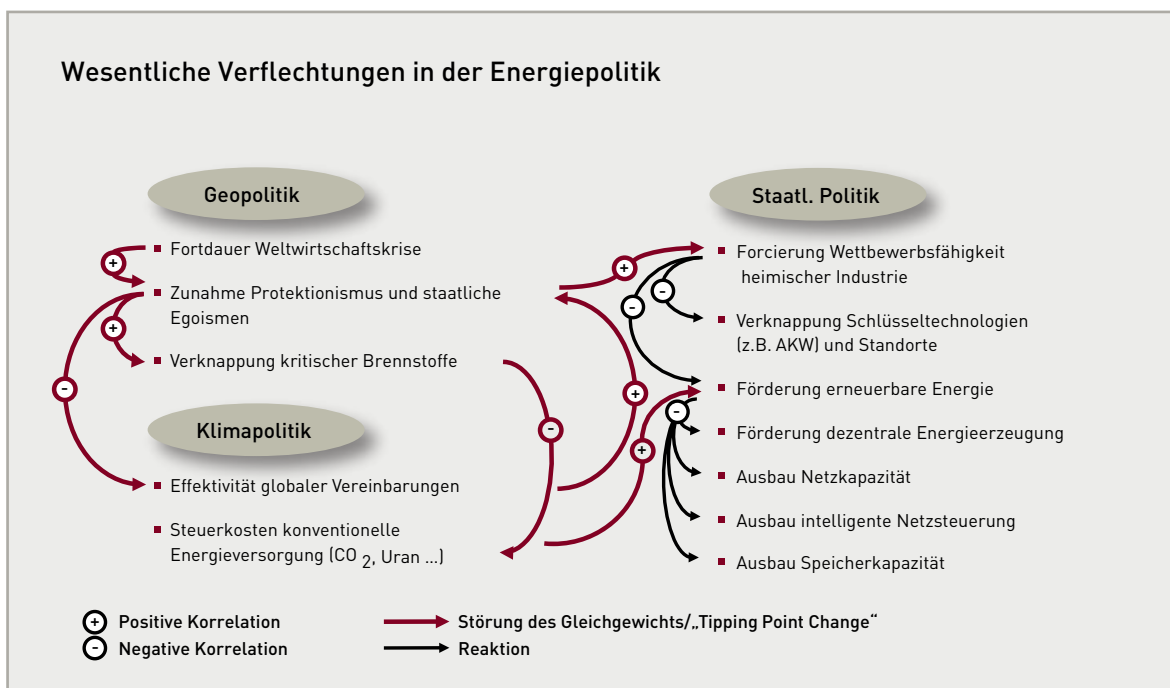 Wesentliche Verflechtungen in der Energiepolitik
Geopolitik
Fortdauer Weltwirtschaftskrise
Zunahme Protektionismus und staatliche
Egoismen
Verknappung kritischer Brennstoffe
Klimapolitik
Effektivität globaler Vereinbarungen
Steuerkosten konventionelle
Energieversorgung (CO 2, Uran ...)
Staatl. Politik
Forcierung Wettbewerbsfähigkeit
heimischer Industrie
Verknappung Schlüsseltechnologien
(z.B. AKW) und Standorte
Förderung erneuerbare Energie
Förderung dezentrale Energieerzeugung
Ausbau Netzkapazität
Ausbau intelligente Netzsteuerung
Ausbau Speicherkapazität
+ Positive Korrelation
- Negative Korrelation
Störung des Gleichgewichts/„Tipping Point Change“
Reaktion